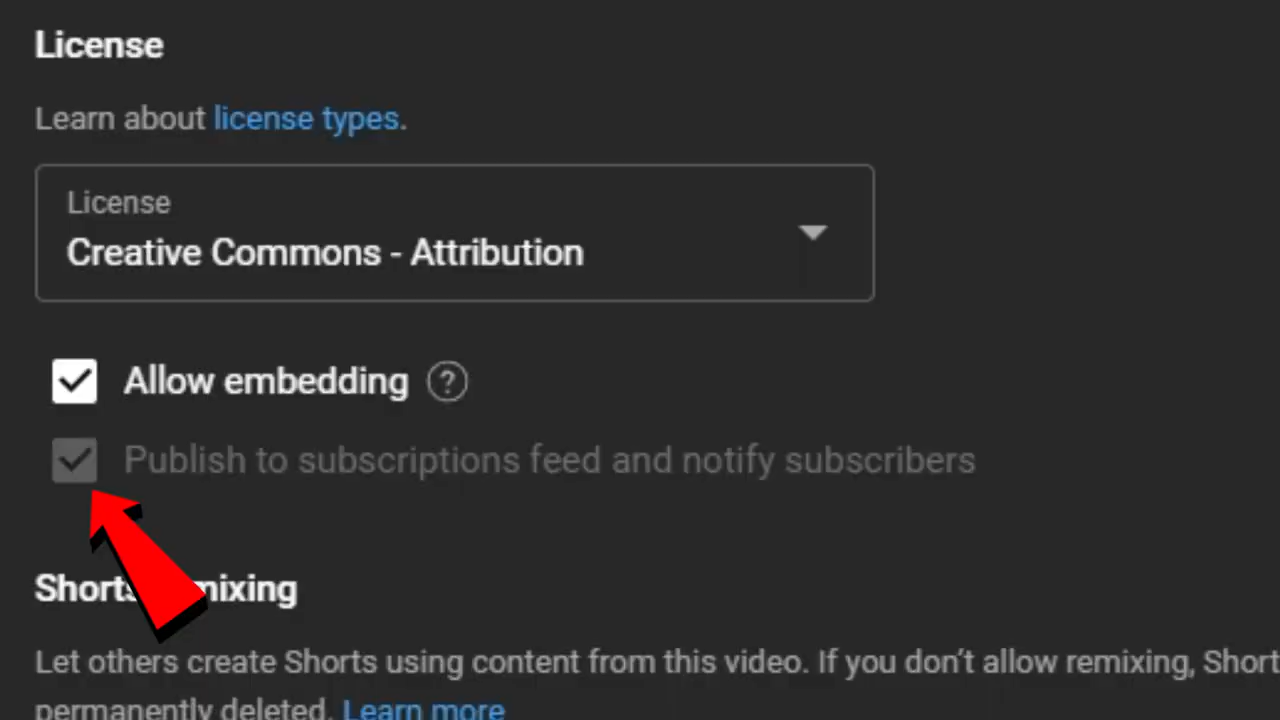 License
Learn about license types.
License
Creative Commons - Attribution
Allow embedding ?
Publish to subscriptions feed and notify subscribers
Shorts mixing
Let others create Shorts using content from this video. If you don't allow remixing, Short
permanently deleted. Learn more